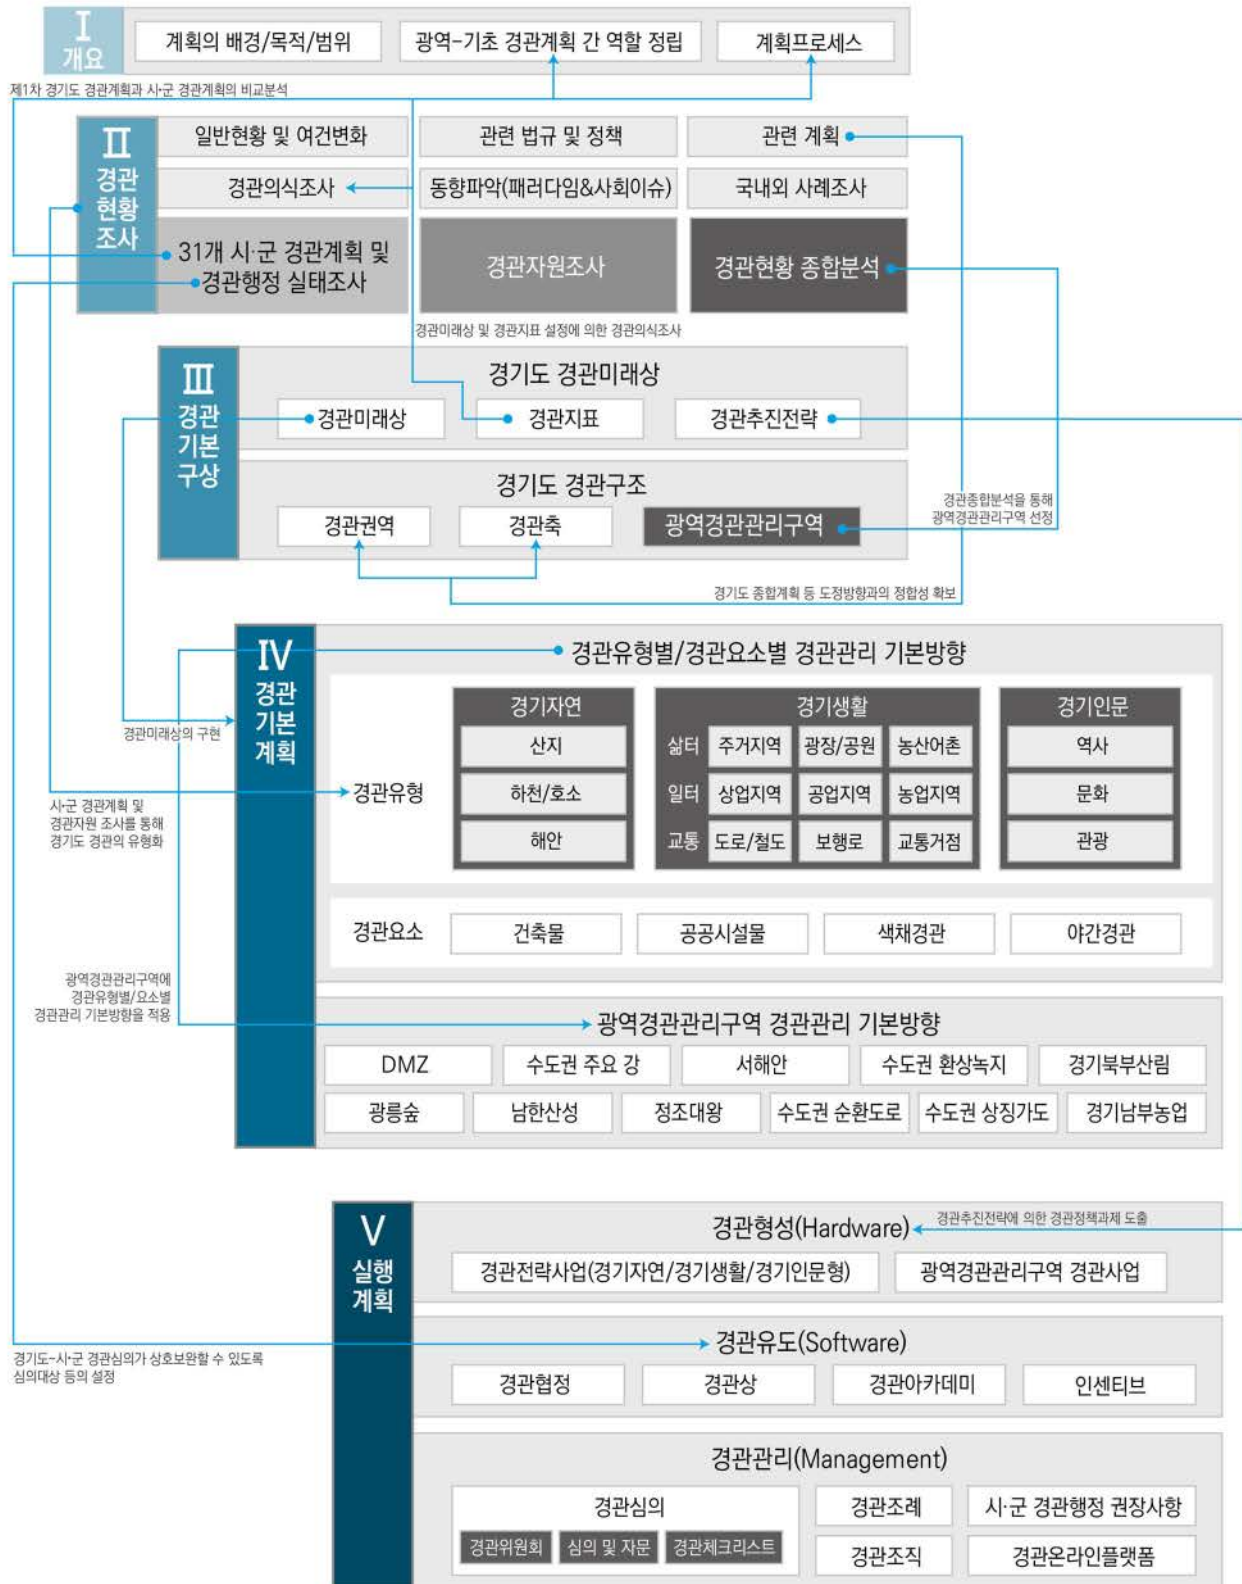 I
개요
계획의 배경/목적/범위
광역-기초 경관계획 간 역할 정립
계획프로세스
제1차 경기도 경관계획과 시·군 경관계획의 비교분석
II
경관
현황
조사
일반현황 및 여건변화
관련 법규 및 정책
관련 계획
경관의식조사
동향파악(패러다임&사회이슈)
국내외 사례조사
31개 시·군 경관계획 및
경관행정 실태조사
경관자원조사
경관현황 종합분석
경관미래상 및 경관지표 설정에 의한 경관의식조사
III
경관
기본
구상
경기도 경관미래상
경관미래상
경관지표
경관추진전략
경기도 경관구조
경관권역
경관축
광역경관관리구역
경관종합분석을 통해
광역경관관리구역 선정
경기도 종합계획 등 도정방향과의 정합성 확보
IV
경관
기본
계획
경관미래상의 구현
시·군 경관계획 및
경관자원 조사를 통해
경기도 경관의 유형화
경관유형별/경관요소별 경관관리 기본방향
경관유형
경기자연
산지
하천/호소
해안
경기생활
삶터
주거지역
광장/공원
농산어촌
일터
상업지역
공업지역
농업지역
교통
도로/철도
보행로
교통거점
경기인문
역사
문화
관광
경관요소
건축물
공공시설물
색채경관
야간경관
광역경관관리구역에
경관유형별/요소별
경관관리 기본방향을 적용
광역경관관리구역 경관관리 기본방향
DMZ
수도권 주요 강
서해안
수도권 환상녹지
경기북부산림
광릉숲
남한산성
정조대왕
수도권 순환도로
수도권 상징가도
경기남부농업
V
실행
계획
경관형성(Hardware)
경관추진전략에 의한 경관정책과제 도출
경관전략사업(경기자연/경기생활/경기인문형)
광역경관관리구역 경관사업
경기도-시·군 경관심의가 상호보완할 수 있도록
심의대상 등의 설정
경관유도(Software)
경관협정
경관상
경관아카데미
인센티브
경관관리(Management)
경관심의
경관위원회
심의 및 자문
경관체크리스트
경관조례
시·군 경관행정 권장사항
경관조직
경관온라인플랫폼